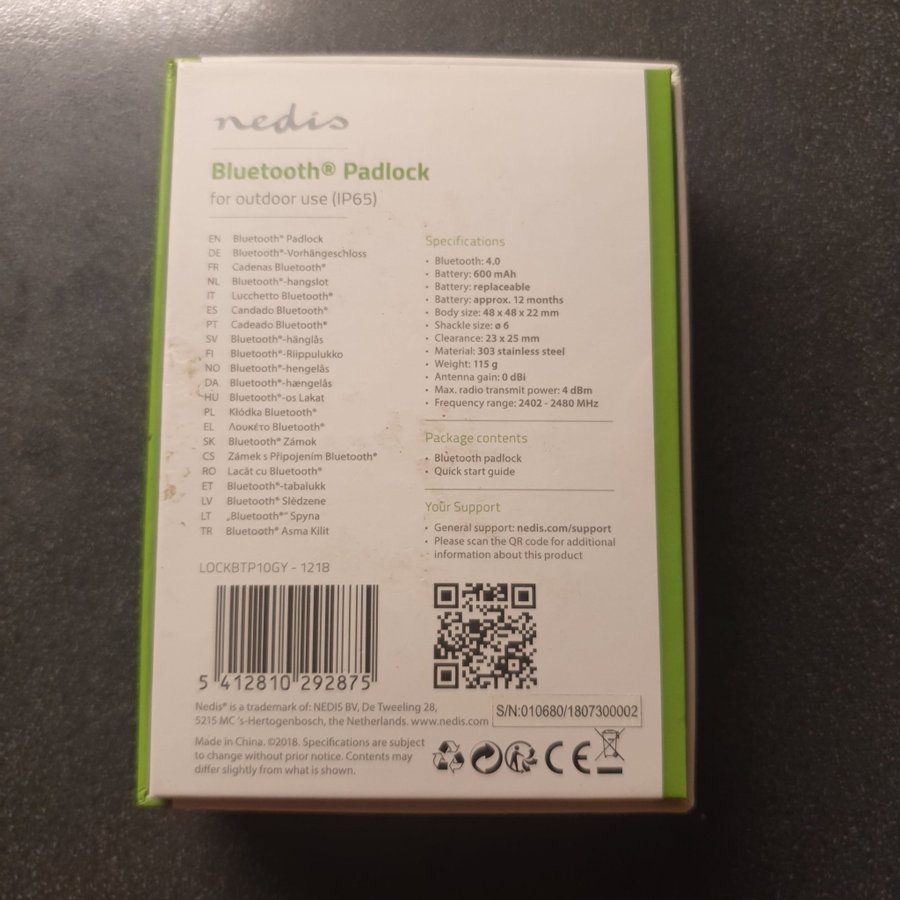 nedis
Bluetooth® Padlock
for outdoor use (IP65)
EN Bluetooth® Padlock
DE Bluetooth®-Vorhängeschloss
FR Cadenas Bluetooth®
NL Bluetooth®-hangslot
IT Lucchetto Bluetooth®
ES Candado Bluetooth®
PT Cadeado Bluetooth®
SV Bluetooth®-hänglås
FI Bluetooth®-Riippulukko
NO Bluetooth®-hengelås
DA Bluetooth®-hængelås
HU Bluetooth®-os Lakat
PL Kłódka Bluetooth®
EL Λουκέτο Bluetooth®
SK Bluetooth® Zámok
CS Zámek s Připojením Bluetooth®
RO Lacăt cu Bluetooth®
ET Bluetooth®-tabalukk
LV Bluetooth® Slēdzene
LT „Bluetooth®“ Spyna
TR Bluetooth® Asma Kilit
Specifications
• Bluetooth: 4.0
• Battery: 600 mAh
• Battery: replaceable
• Battery: approx. 12 months
• Body size: 48 x 48 x 22 mm
• Shackle size: ø 6
• Clearance: 23 x 25 mm
• Material: 303 stainless steel
• Weight: 115 g
• Antenna gain: 0 dBi
• Max. radio transmit power: 4 dBm
• Frequency range: 2402 - 2480 MHz
Package contents
• Bluetooth padlock
• Quick start guide
Your Support
• General support: nedis.com/support
• Please scan the QR code for additional
information about this product
LOCKBTP10GY - 1218
5 412810 292875
Nedis® is a trademark of: NEDIS BV, De Tweeling 28,
5215 MC 's-Hertogenbosch, the Netherlands. www.nedis.com
S/N:010680/1807300002
Made in China. ©2018. Specifications are subject
to change without prior notice. Contents may
differ slightly from what is shown.
CE